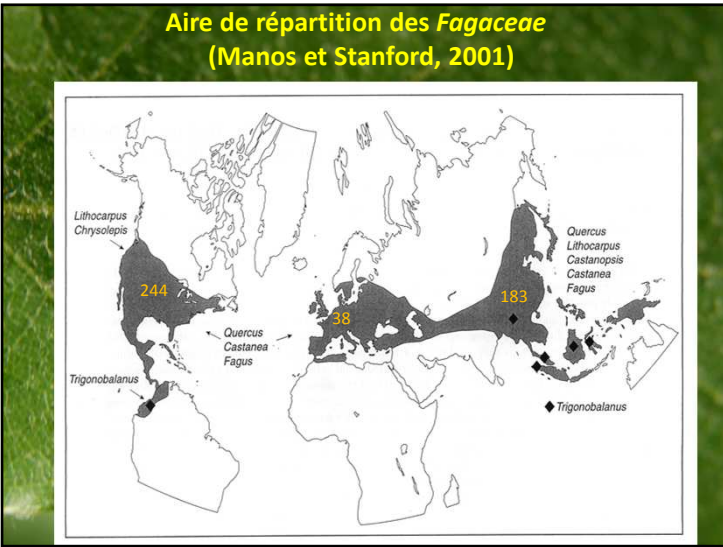 Aire de répartition des Fagaceae
(Manos et Stanford, 2001)
Lithocarpus
Chrysolepis
244
Quercus
Castanea
Fagus
Trigonobalanus
38
183
Quercus
Lithocarpus
Castanopsis
Castanea
Fagus
Trigonobalanus